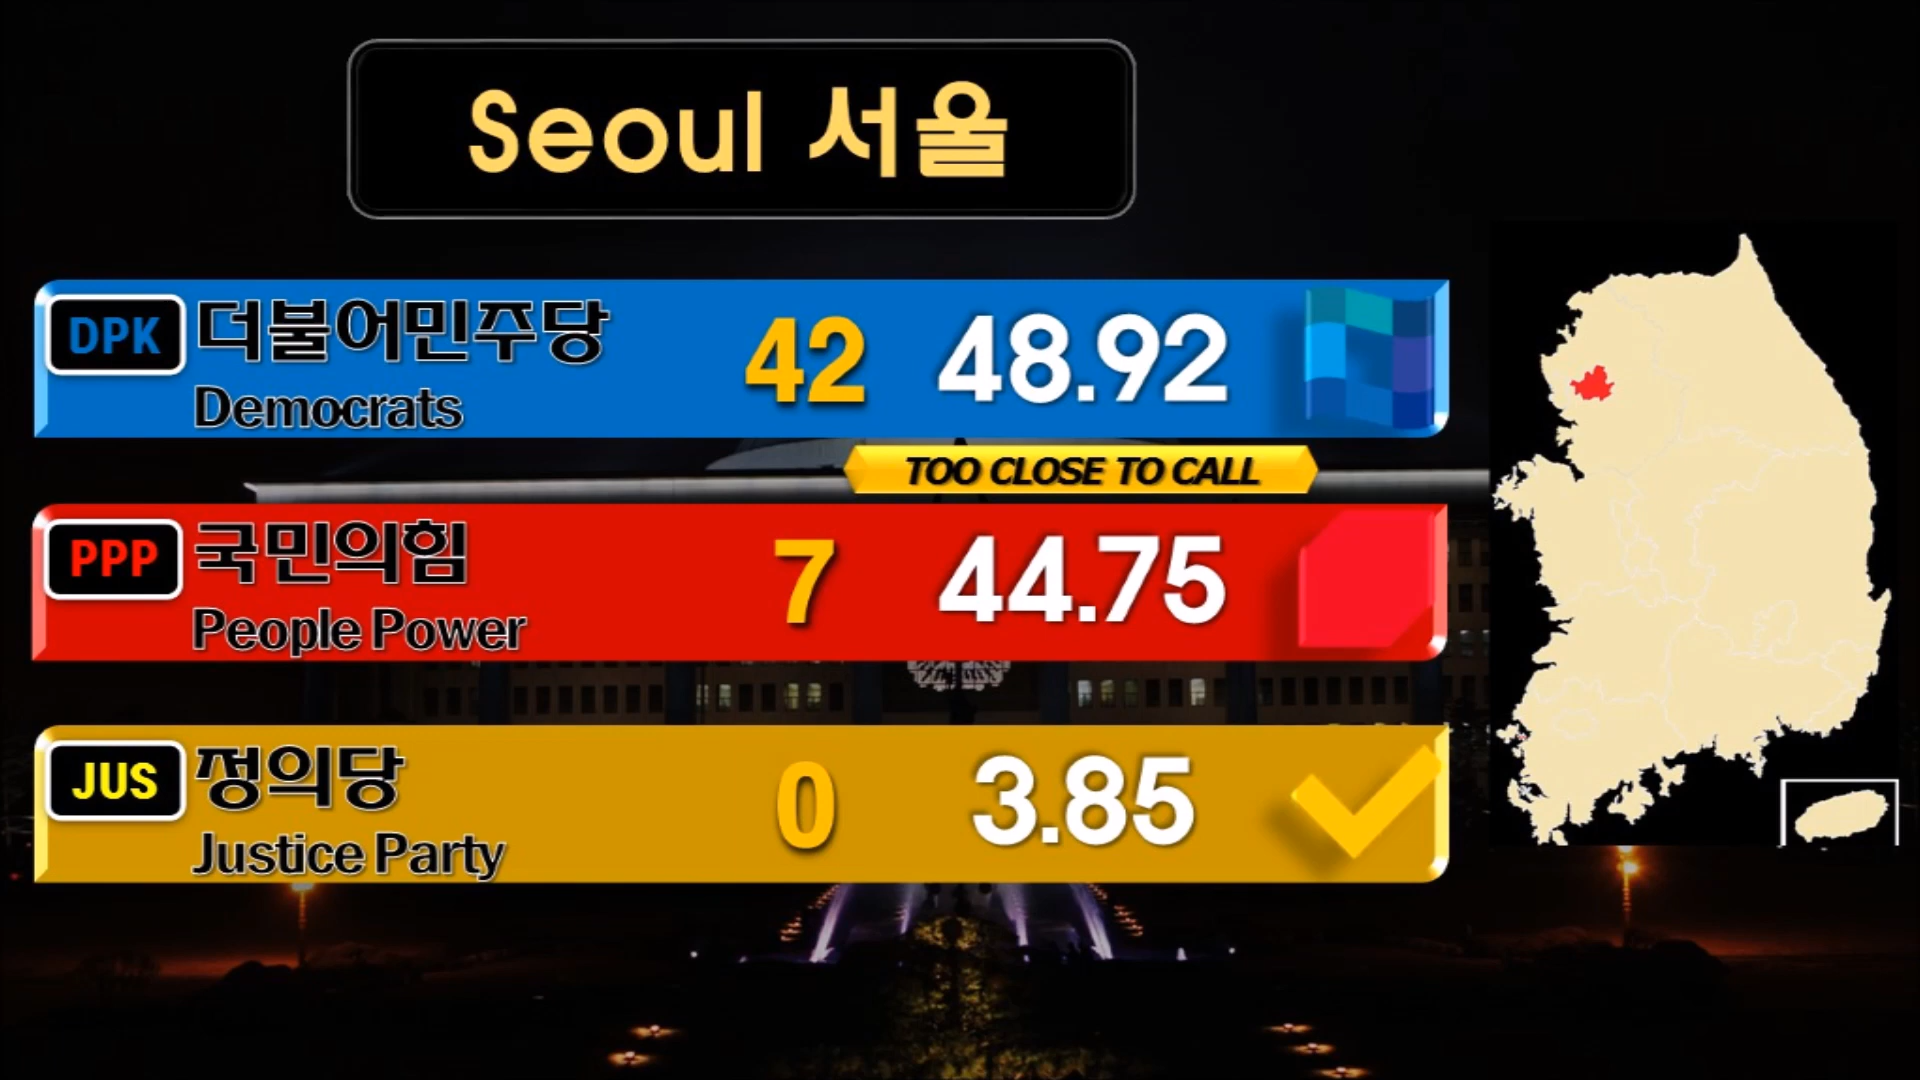 Seoul 서울
DPK 더불어민주당 42 48.92
Democrats
TOO CLOSE TO CALL
PPP 국민의힘 7 44.75
People Power
JUS 정의당 0 3.85
Justice Party